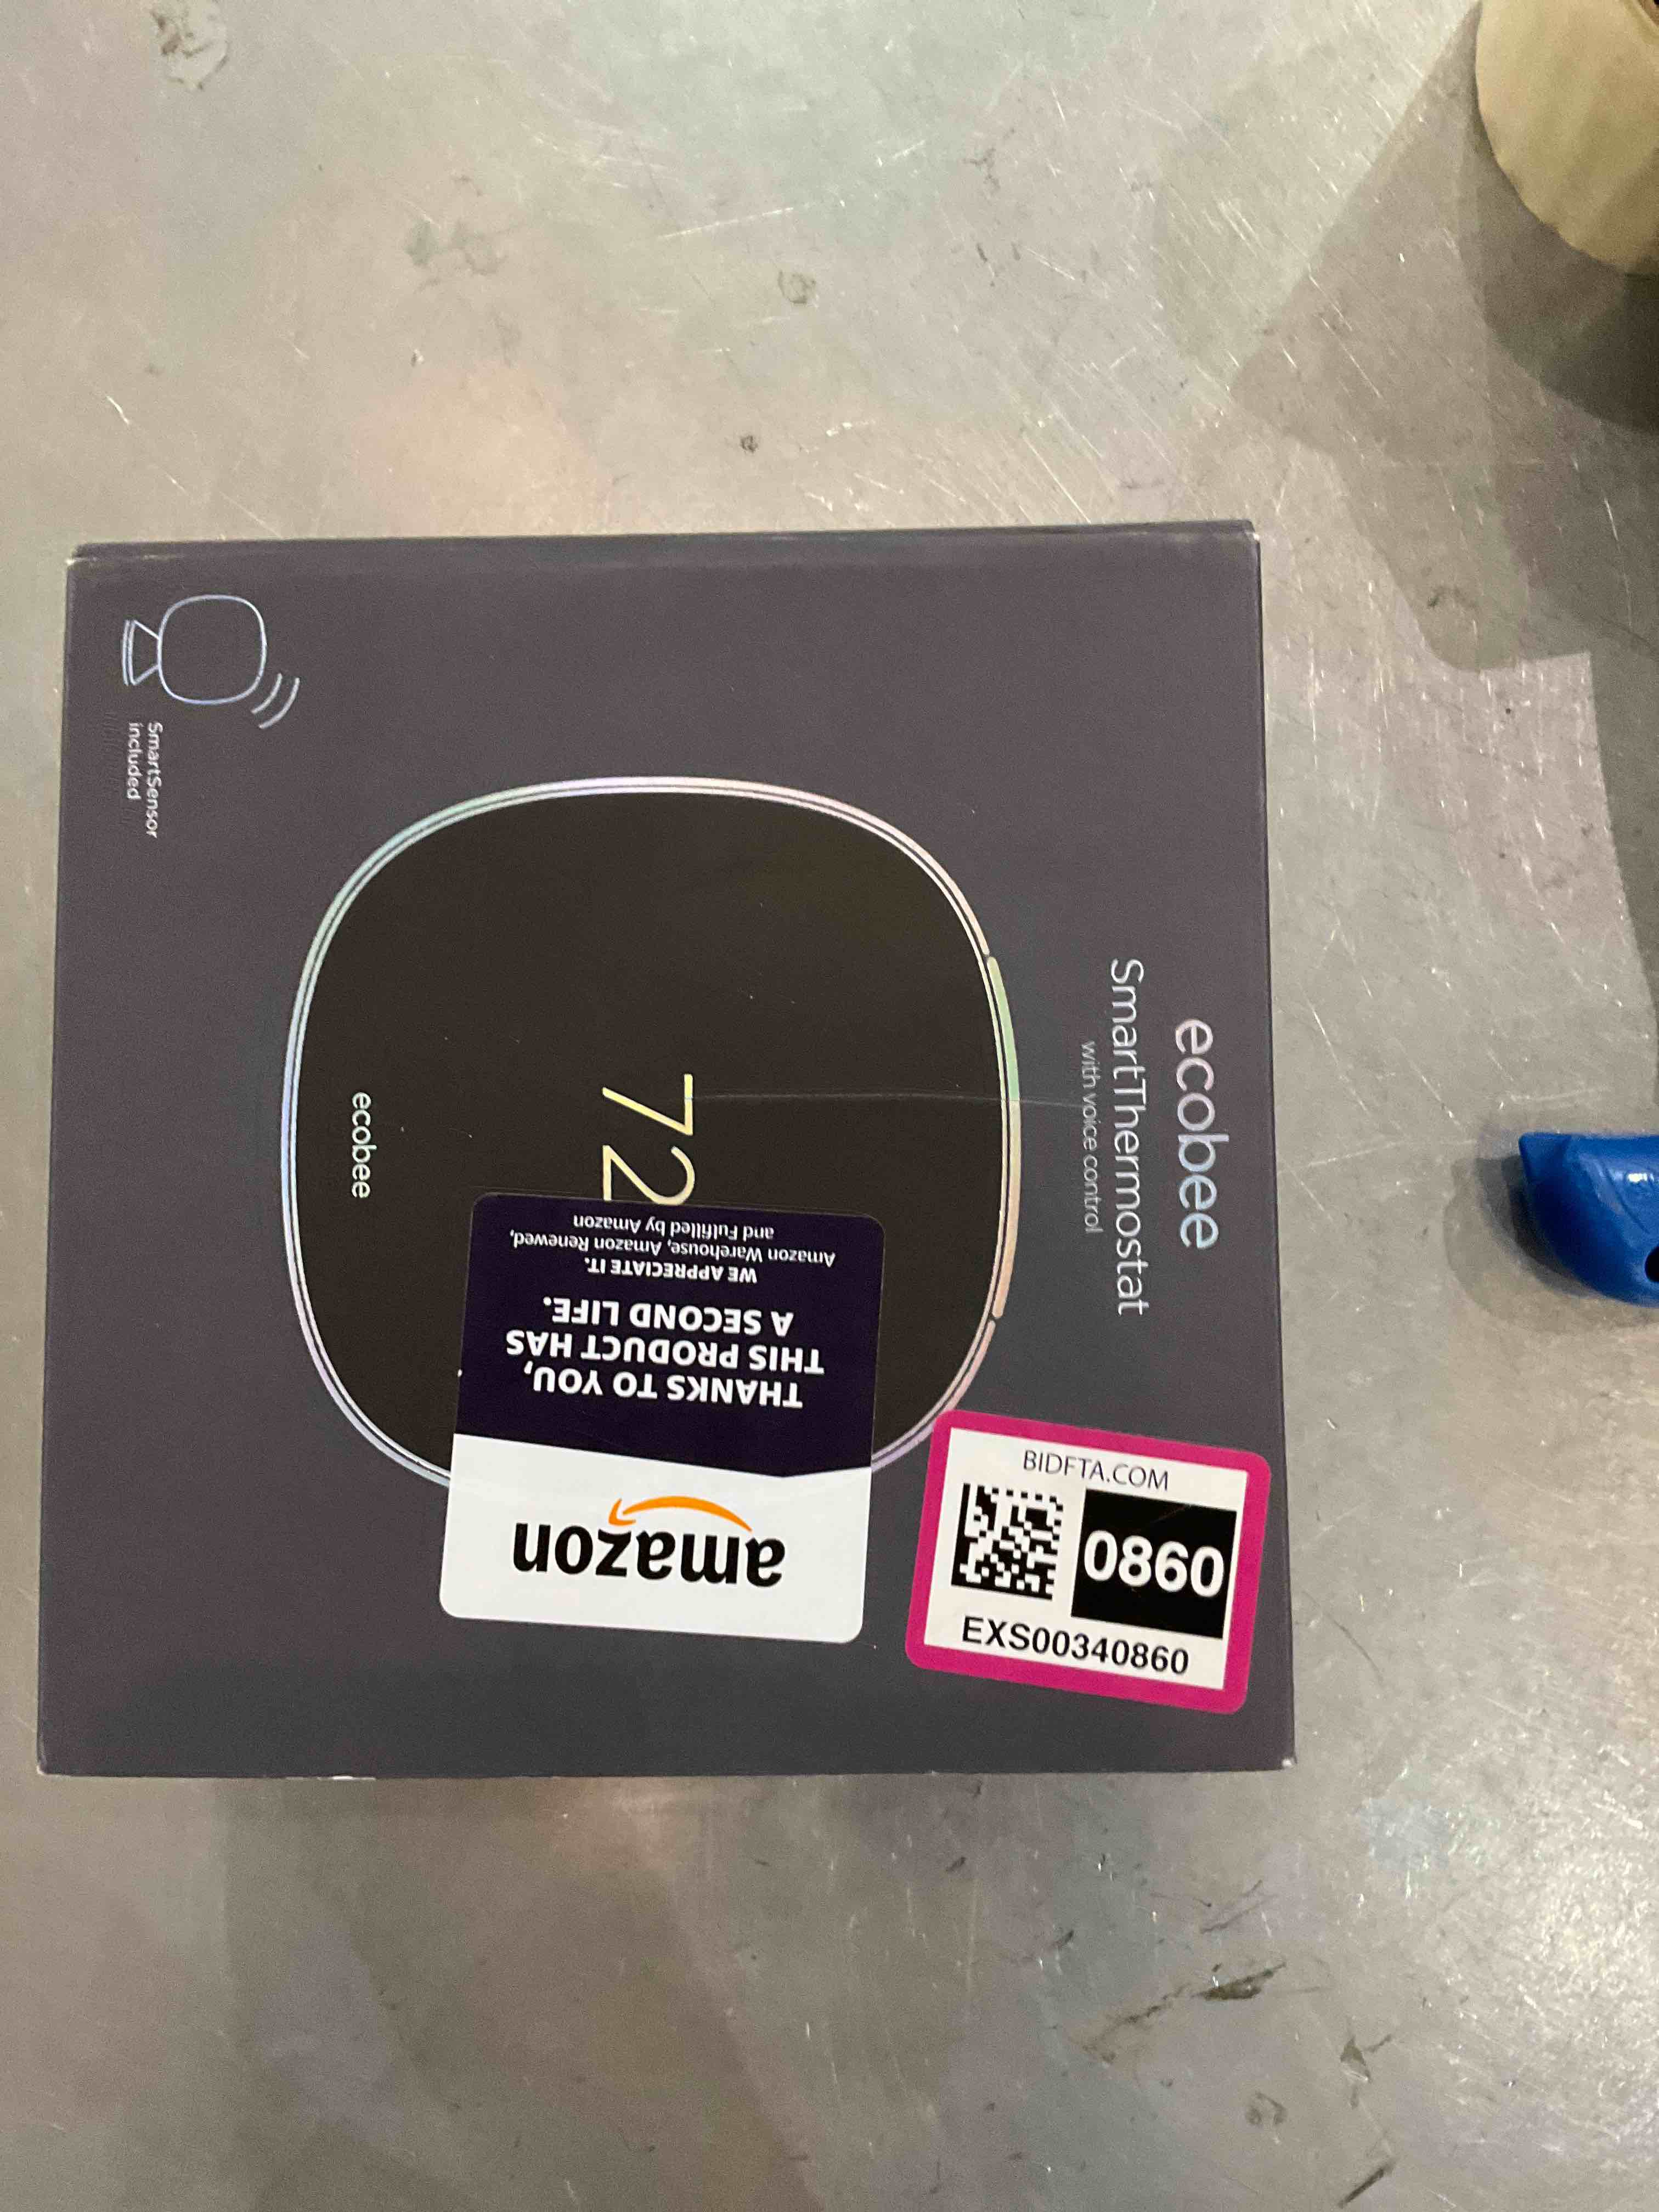 ecobee
SmartThermostat
with voice control
72
ecobee
SmartSensor
included
THANKS TO YOU,
THIS PRODUCT HAS
A SECOND LIFE.
WE APPRECIATE IT.
Amazon Warehouse, Amazon Renewed,
and Fulfilled by Amazon
amazon
BIDFTA.COM
0860
EXS00340860